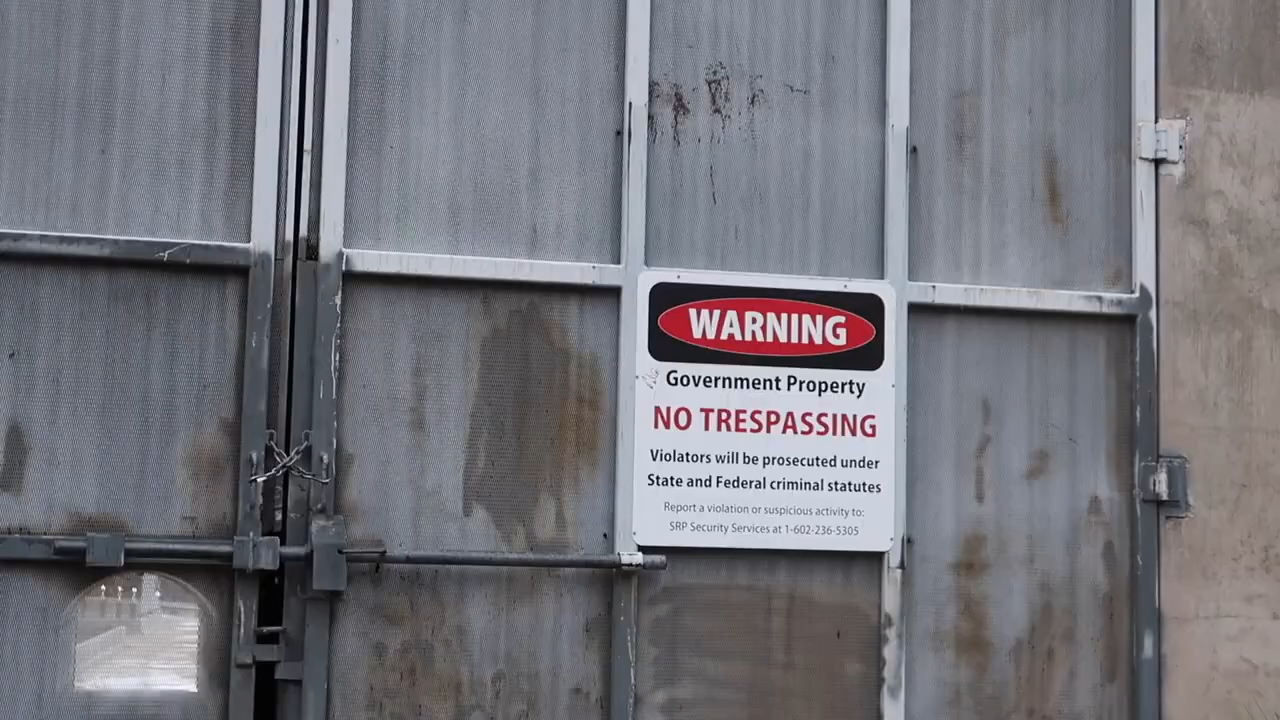 WARNING
Government Property
NO TRESPASSING
Violators will be prosecuted under
State and Federal criminal statutes
Report a violation or suspicious activity to:
SRP Security Services at 1-602-236-5305